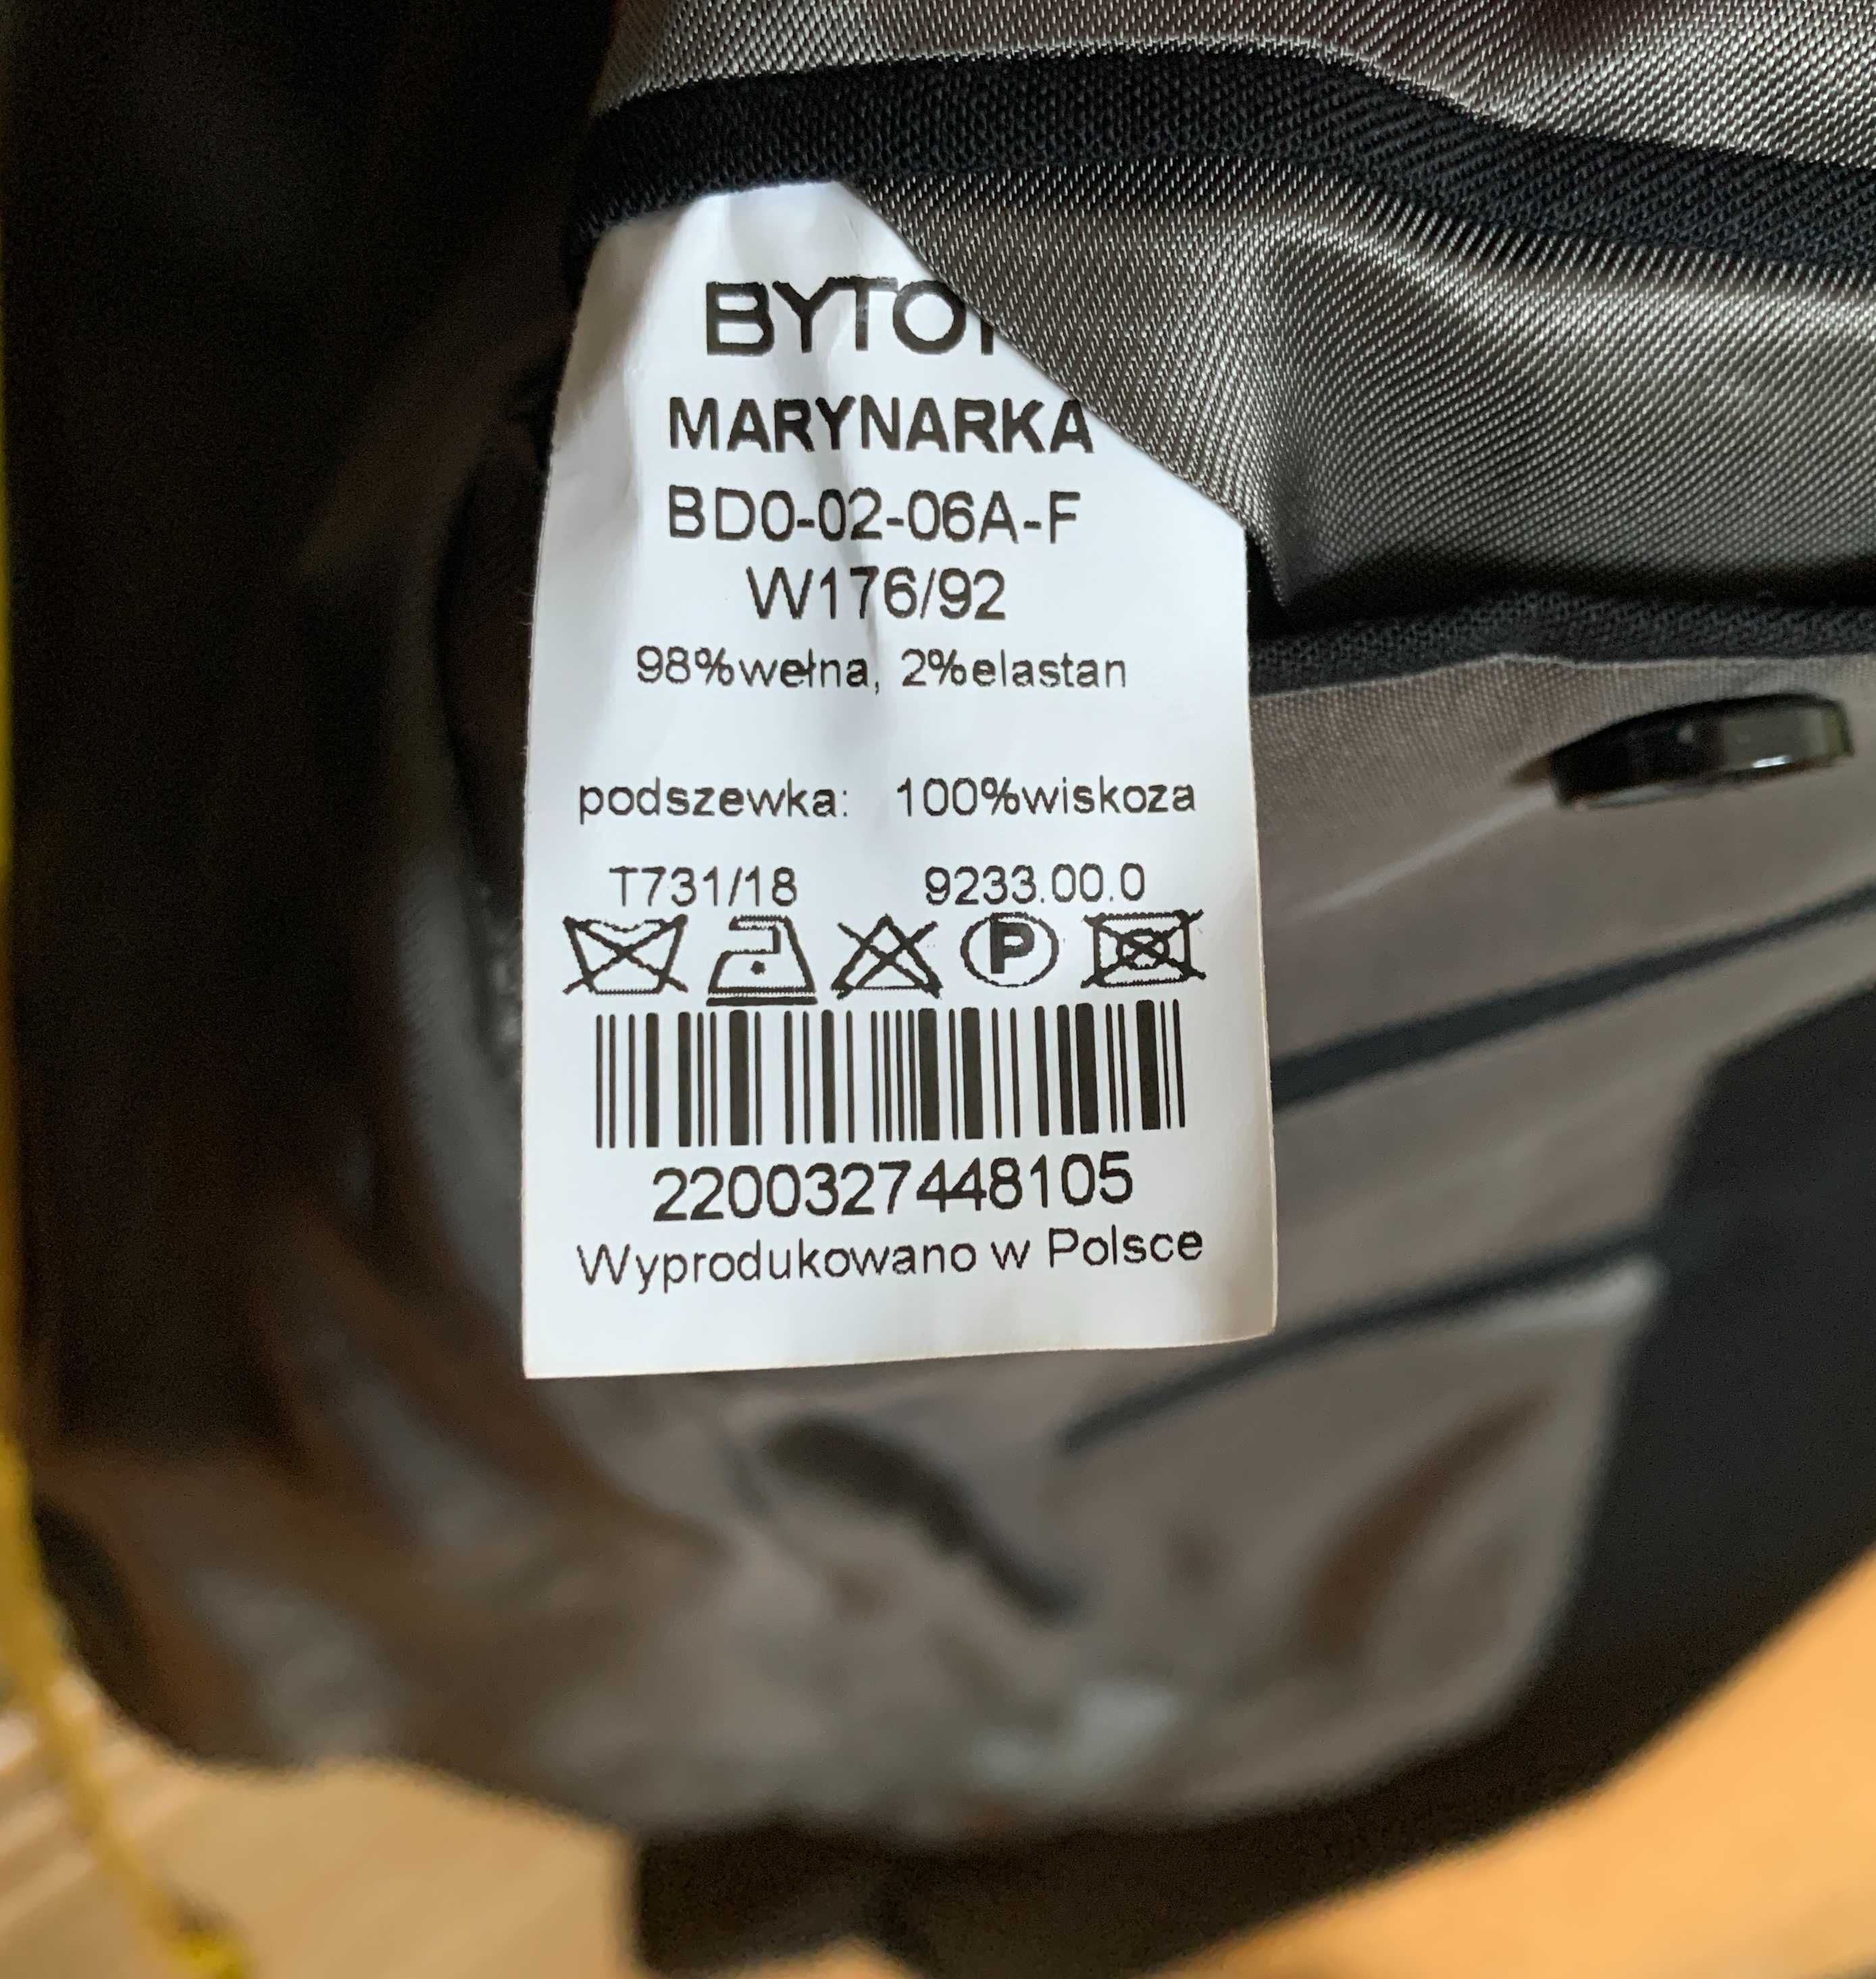 BYTO
MARYNARKA
BD0-02-06A-F
W176/92
98%wełna, 2%elastan
podszewka: 100%wiskoza
T731/18 9233.00.0
P
2200327448105
Wyprodukowano w Polsce